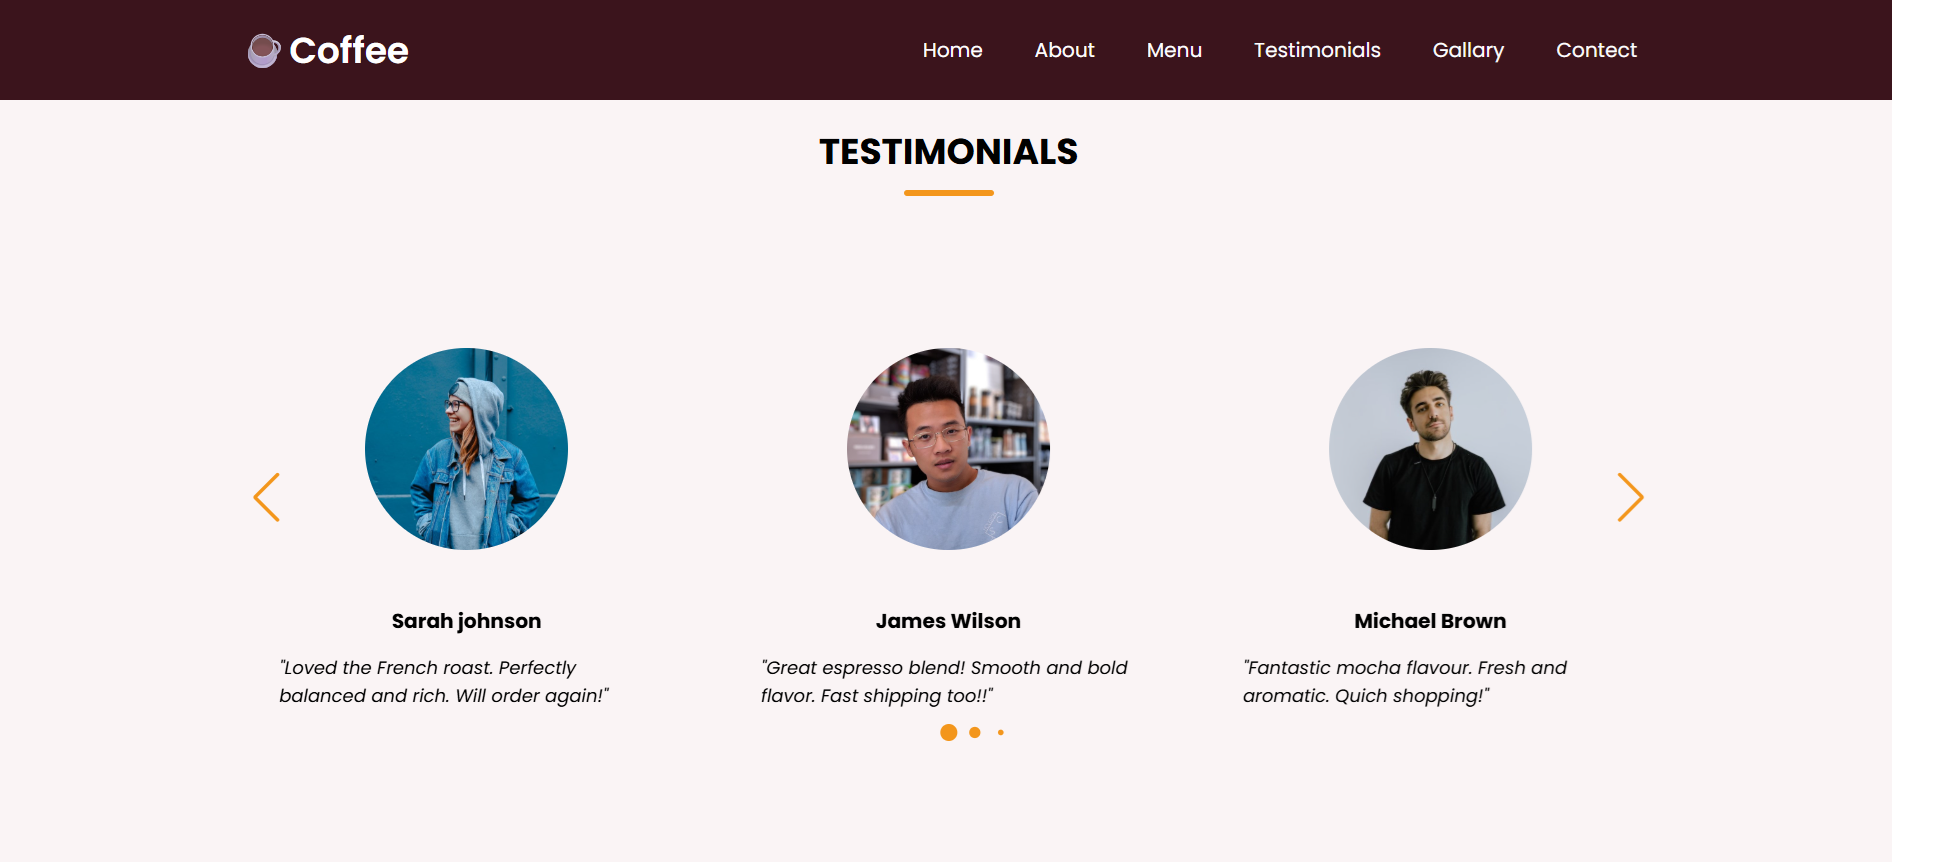 Coffee
Home About Menu Testimonials Gallary Contect
TESTIMONIALS
Sarah johnson
"Loved the French roast. Perfectly
balanced and rich. Will order again!"
James Wilson
"Great espresso blend! Smooth and bold
flavor. Fast shipping too!!"
Michael Brown
"Fantastic mocha flavour. Fresh and
aromatic. Quich shopping!"